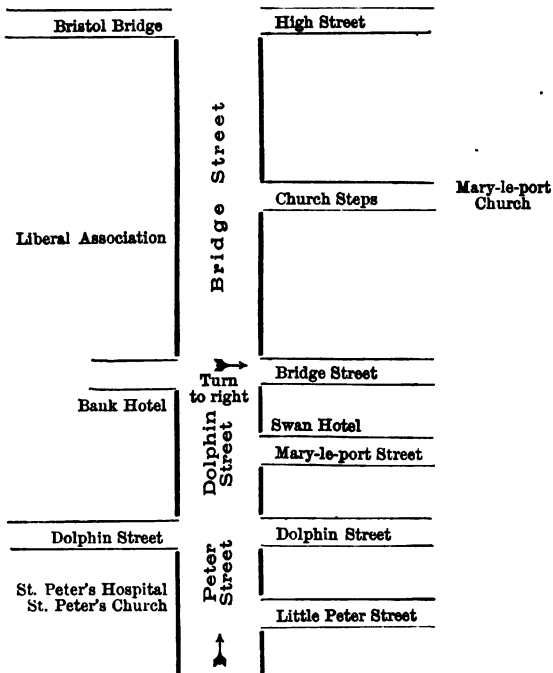 Bristol Bridge
High Street
Bridge Street
Church Steps
Mary-le-port
Church
Liberal Association
Turn
to right
Bridge Street
Bank Hotel
Swan Hotel
Dolphin
Street
Mary-le-port Street
Dolphin Street
Dolphin Street
Peter
Street
St. Peter's Hospital
St. Peter's Church
Little Peter Street